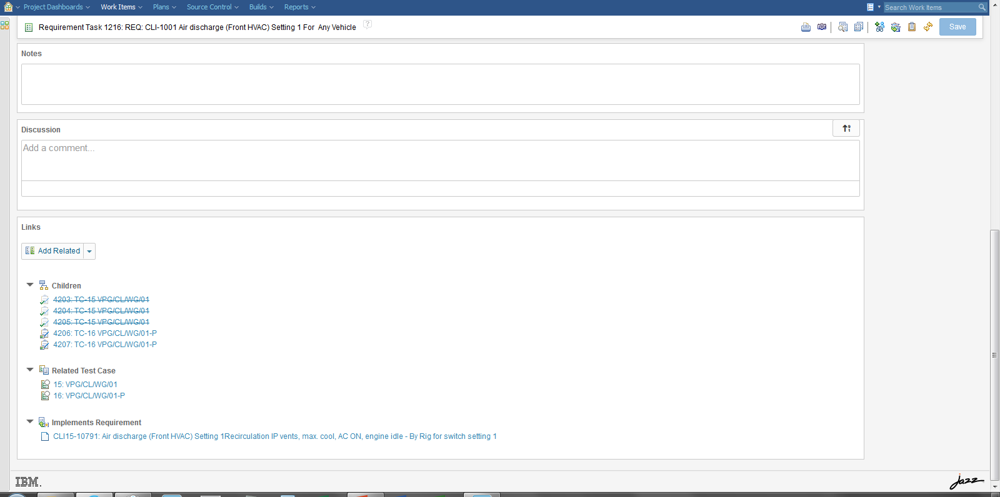 Project Dashboards Work Items Plans Source Control Builds Reports Search Work Items
Requirement Task 1216: REQ: CLI-1001 Air discharge (Front HVAC) Setting 1 For Any Vehicle ? Save
Notes
Discussion
Add a comment...
Links
Add Related
Children
4203: TC-15 VPG/CL/WG/01
4204: TC-15 VPG/CL/WG/01
4205: TC-15 VPG/CL/WG/01
4206: TC-16 VPG/CL/WG/01-P
4207: TC-16 VPG/CL/WG/01-P
Related Test Case
15: VPG/CL/WG/01
16: VPG/CL/WG/01-P
Implements Requirement
CLI15-10791: Air discharge (Front HVAC) Setting 1Recirculation IP vents, max. cool, AC ON, engine idle - By Rig for switch setting 1
IBM. Jazz